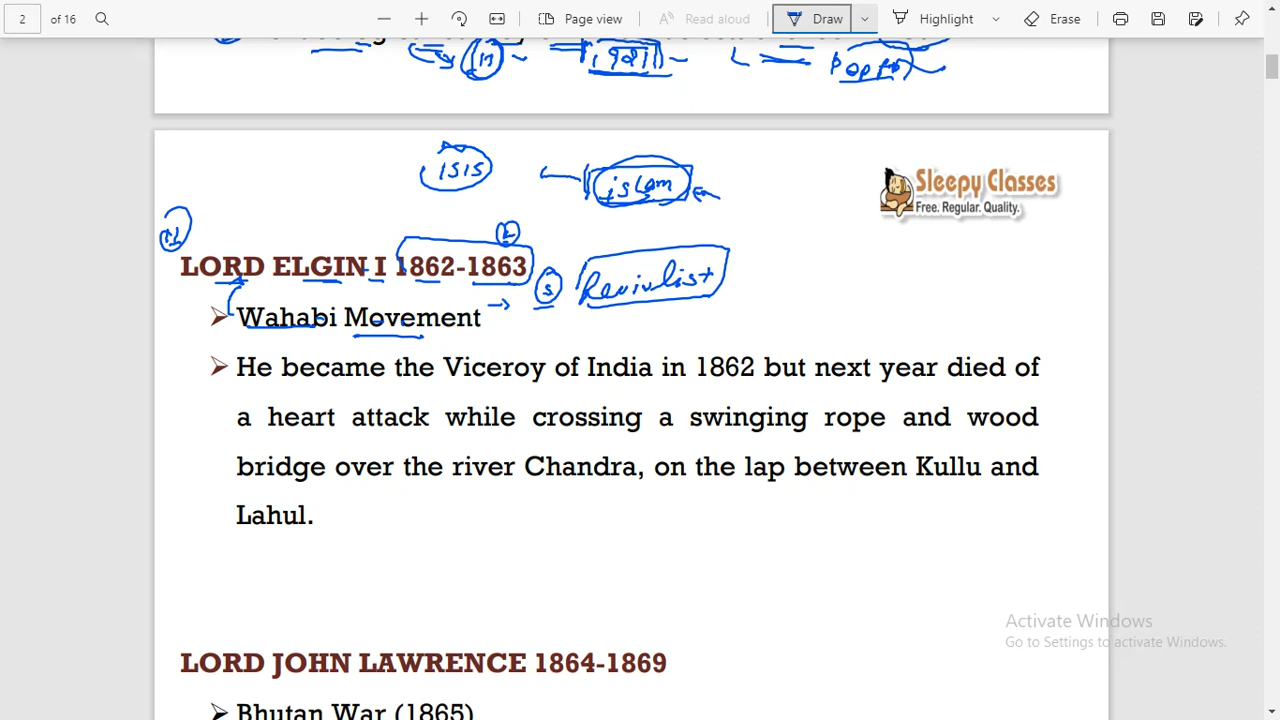 2 of 16 Page view Read aloud Draw Highlight Erase
1921
ISIS islam
Sleepy Classes
Free. Regular. Quality.
LORD ELGIN I 1862-1863
Revivalist
Wahabi Movement
He became the Viceroy of India in 1862 but next year died of
a heart attack while crossing a swinging rope and wood
bridge over the river Chandra, on the lap between Kullu and
Lahul.
Activate Windows
Go to Settings to activate Windows.
LORD JOHN LAWRENCE 1864-1869
Bhutan War (1865)